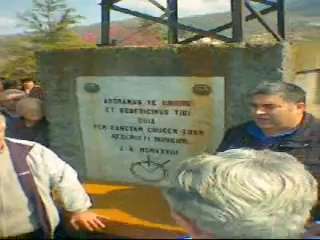 ADORAMUS TE CHRISTE
ET BENEDICIMUS TIBI
QUIA
PER SANCTAM CRUCEM TUAM
REDEMISTI MUNDUM